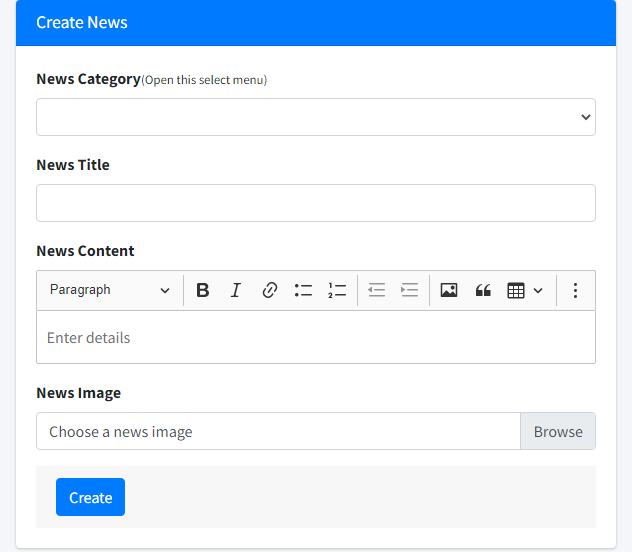 Create News
News Category(Open this select menu)
News Title
News Content
Paragraph B I
Enter details
News Image
Choose a news image Browse
Create